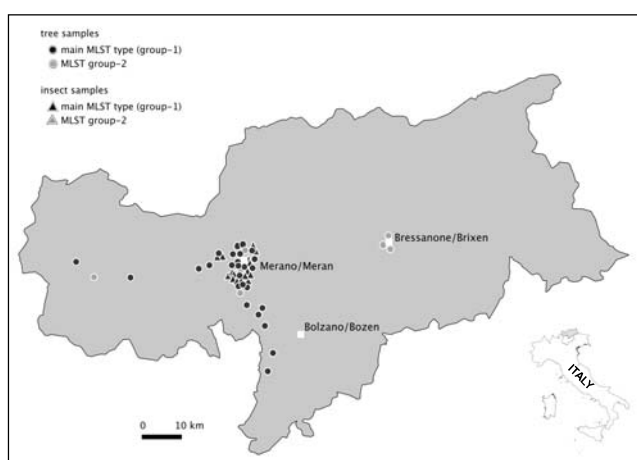 tree samples
main MLST type (group-1)
MLST group-2
insect samples
main MLST type (group-1)
MLST group-2
Bressanone/Brixen
Merano/Meran
Bolzano/Bozen
ITALY
0 10 km